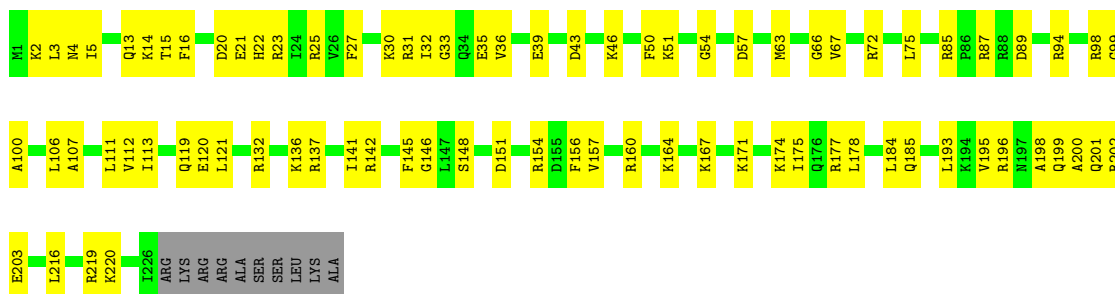 M1 K2 L3 N4 I5 Q13 K14 T15 F16 D20 E21 H22 R23 I24 R25 V26 F27 K30 R31 I32 G33 Q34 E35 V36 E39 D43 K46 F50 K51 G54 D57 M63 G66 V67 R72 L75 R85 P86 R87 R88 D89 R94 R98 G99
A100 L106 A107 L111 V112 I113 Q119 E120 L121 R132 K136 R137 I141 R142 F145 G146 L147 S148 D151 R154 D155 F156 V157 R160 K164 K167 K171 K174 I175 Q176 R177 L178 L184 Q185 L193 K194 V195 R196 N197 A198 Q199 A200 Q201
E203 L216 R219 K220 I226 ARG LYS ARG ARG ALA SER SER LEU LYS ALA